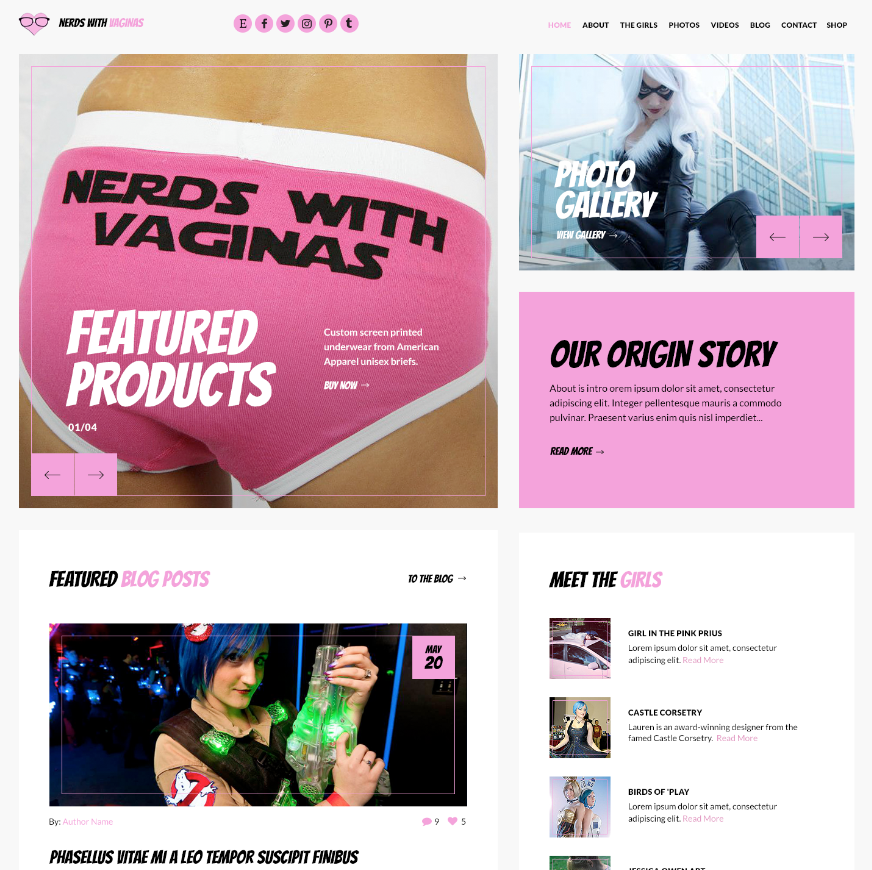 NERDS WITH VAGINAS
E f t
HOME ABOUT THE GIRLS PHOTOS VIDEOS BLOG CONTACT SHOP
NERDS WITH
VAGINAS
FEATURED
PRODUCTS
Custom screen printed
underwear from American
Apparel unisex briefs.
BUY NOW →
01/04
PHOTO
GALLERY
VIEW GALLERY →
OUR ORIGIN STORY
About is intro orem ipsum dolor sit amet, consectetur
adipiscing elit. Integer pellentesque mauris a commodo
pulvinar. Praesent varius enim quis nisl imperdiet...
READ MORE →
FEATURED BLOG POSTS
TO THE BLOG →
MAY
20
By: Author Name
9 5
PHASELLUS VITAE MI A LEO TEMPOR SUSCIPIT FINIBUS
MEET THE GIRLS
GIRL IN THE PINK PRIUS
Lorem ipsum dolor sit amet, consectetur
adipiscing elit. Read More
CASTLE CORSETRY
Lauren is an award-winning designer from the
famed Castle Corsetry. Read More
BIRDS OF 'PLAY
Lorem ipsum dolor sit amet, consectetur
adipiscing elit. Read More